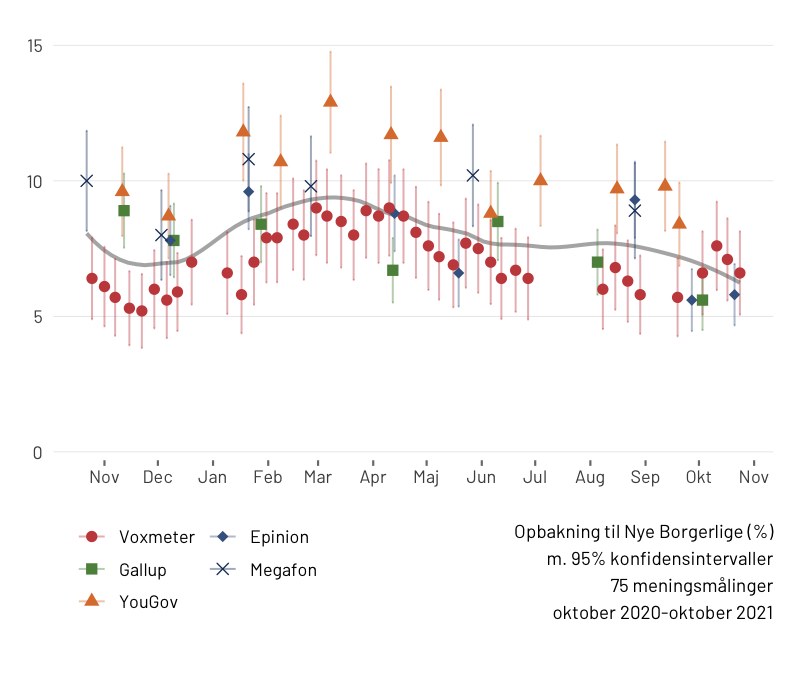 15
10
5
0
Nov Dec Jan Feb Mar Apr Maj Jun Jul Aug Sep Okt Nov
Voxmeter Epinion
Gallup Megafon
YouGov
Opbakning til Nye Borgerlige (%)
m. 95% konfidensintervaller
75 meningsmålinger
oktober 2020-oktober 2021